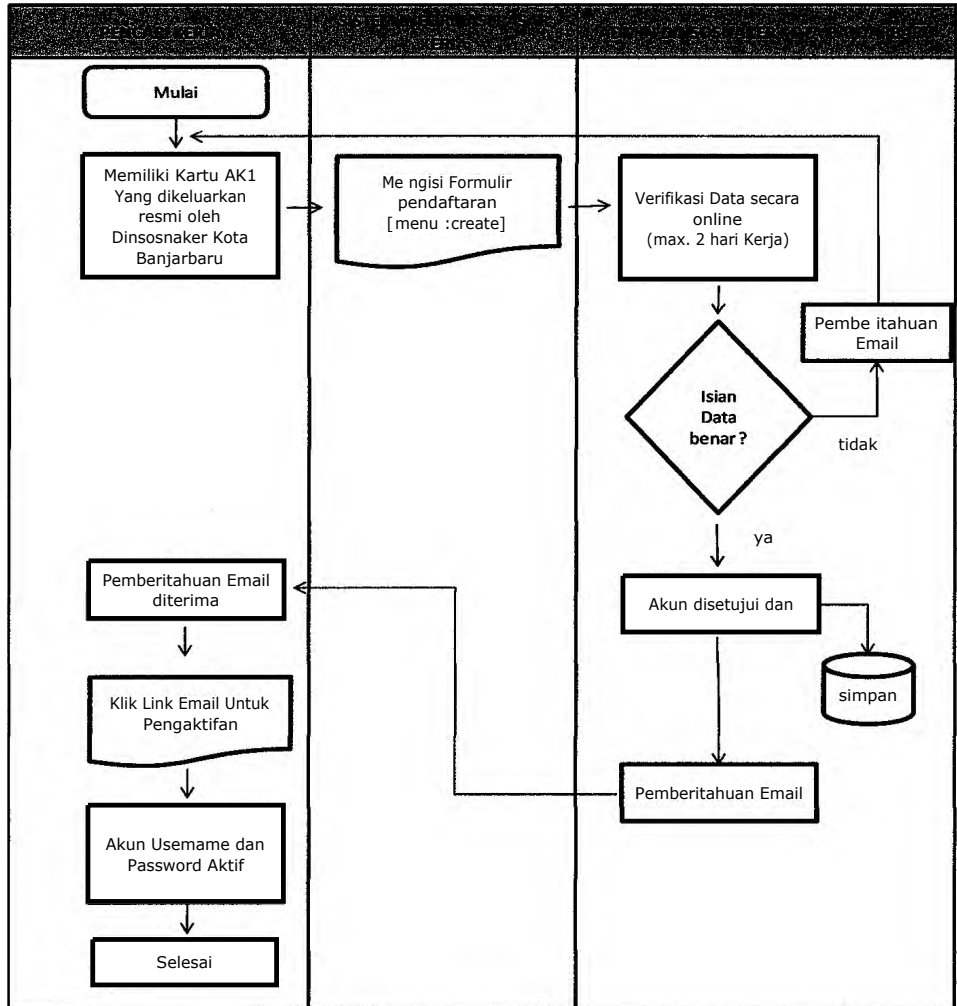 PENCARI KERJA
Mulai
Memiliki Kartu AK1
Yang dikeluarkan
resmi oleh
Dinsosnaker Kota
Banjarbaru
Me ngisi Formulir
pendaftaran
[menu :create]
Verifikasi Data secara
online
(max. 2 hari Kerja)
Pembe itahuan
Email
Isian
Data
benar ?
tidak
ya
Pemberitahuan Email
diterima
Akun disetujui dan
simpan
Klik Link Email Untuk
Pengaktifan
Pemberitahuan Email
Akun Usemame dan
Password Aktif
Selesai